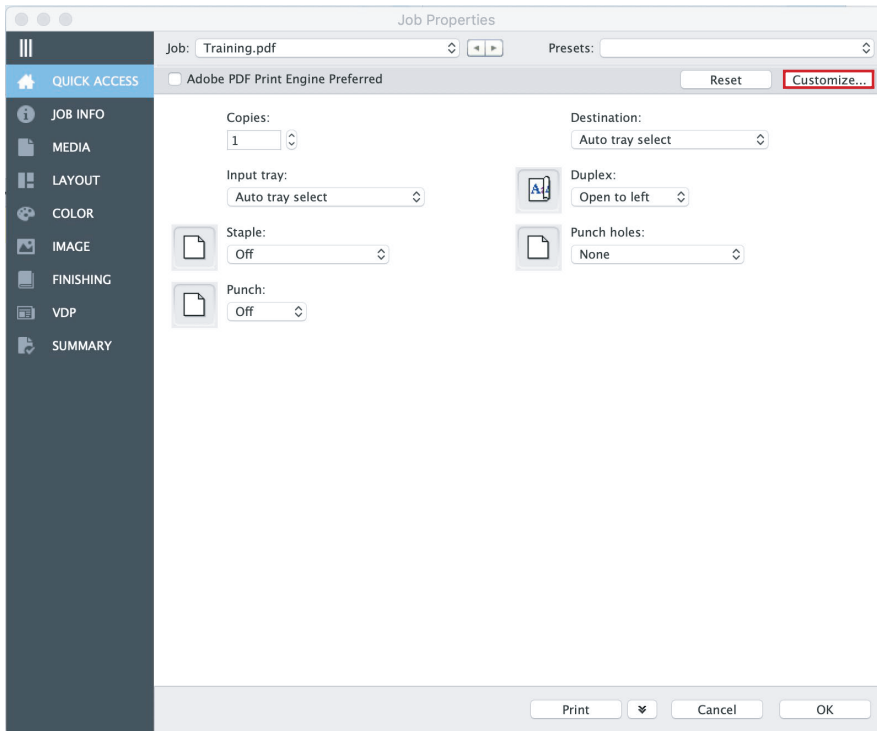 Job Properties
Job: Training.pdf Presets:
QUICK ACCESS
JOB INFO
MEDIA
LAYOUT
COLOR
IMAGE
FINISHING
VDP
SUMMARY
Adobe PDF Print Engine Preferred Reset Customize...
Copies: Destination:
1 Auto tray select
Input tray: Duplex:
Auto tray select Open to left
Staple: Punch holes:
Off None
Punch:
Off
Print Cancel OK